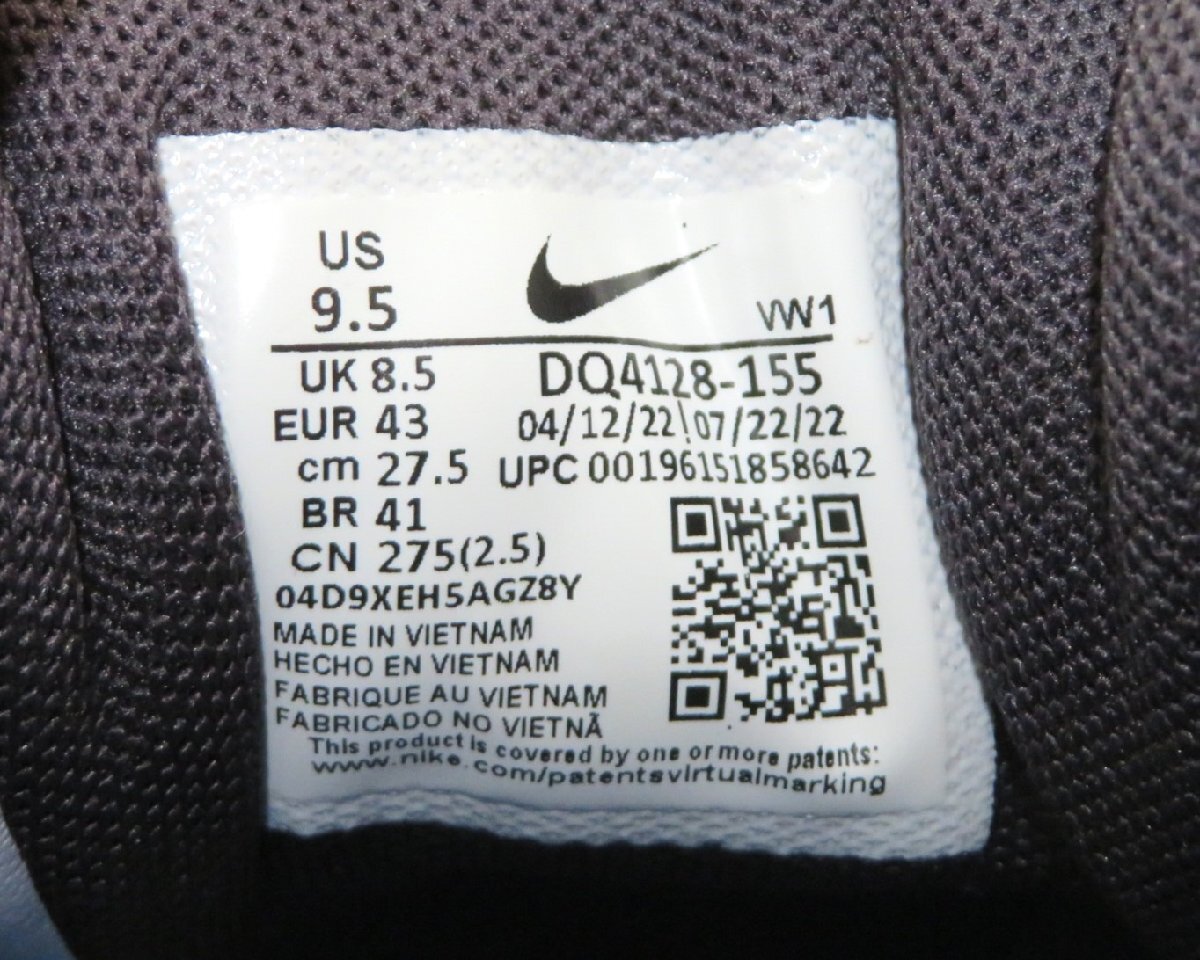 US
9.5
VW1
UK 8.5
DQ4128-155
EUR 43
04/12/22\07/22/22
cm 27.5
UPC 00196151858642
BR 41
CN 275(2.5)
04D9XEH5AGZ8Y
MADE IN VIETNAM
HECHO EN VIETNAM
FABRIQUE AU VIETNAM
FABRICADO NO VIETNÃ
This product is covered by one or more patents:
www.nike.com/patentsvirtualmarking